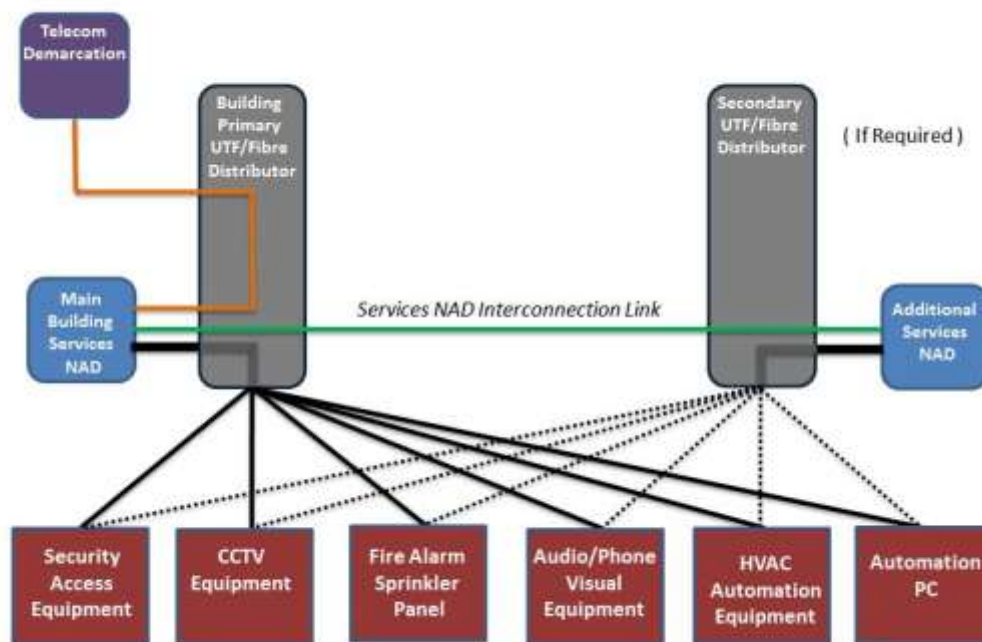 Telecom
Demarcation
Building
Primary
UTF/Fibre
Distributor
Secondary
UTF/Fibre
Distributor
( If Required )
Main
Building
Services
NAD
Services NAD Interconnection Link
Additional
Services
NAD
Security
Access
Equipment
CCTV
Equipment
Fire Alarm
Sprinkler
Panel
Audio/Phone
Visual
Equipment
HVAC
Automation
Equipment
Automation
PC